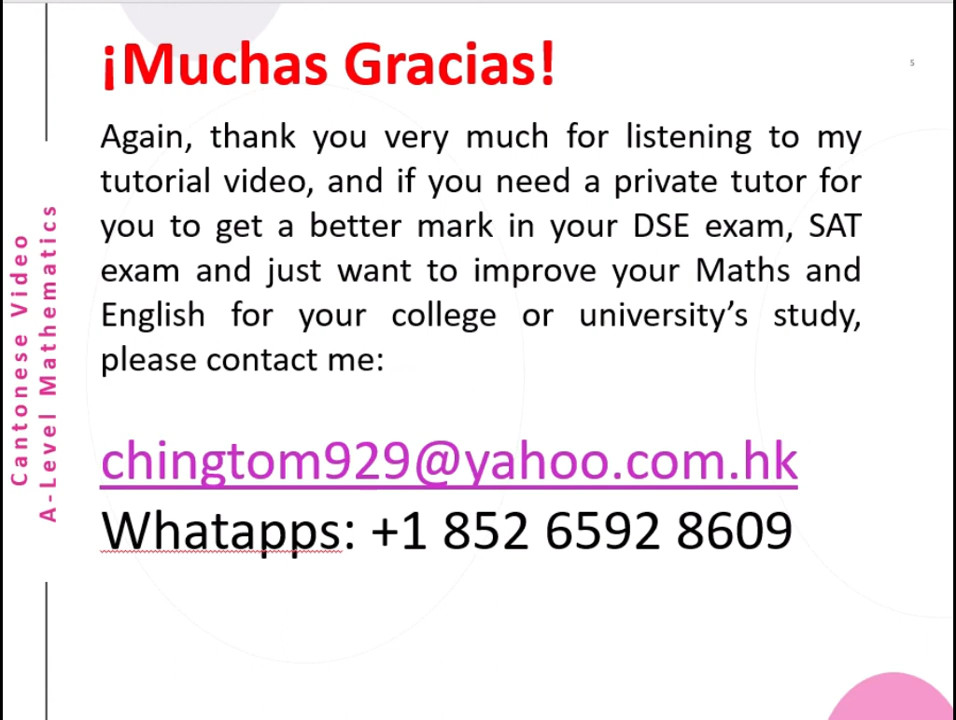 ¡Muchas Gracias!
5
Again, thank you very much for listening to my
tutorial video, and if you need a private tutor for
you to get a better mark in your DSE exam, SAT
exam and just want to improve your Maths and
English for your college or university’s study,
please contact me:
chingtom929@yahoo.com.hk
Whatapps: +1 852 6592 8609
Cantonese Video
A-Level Mathematics